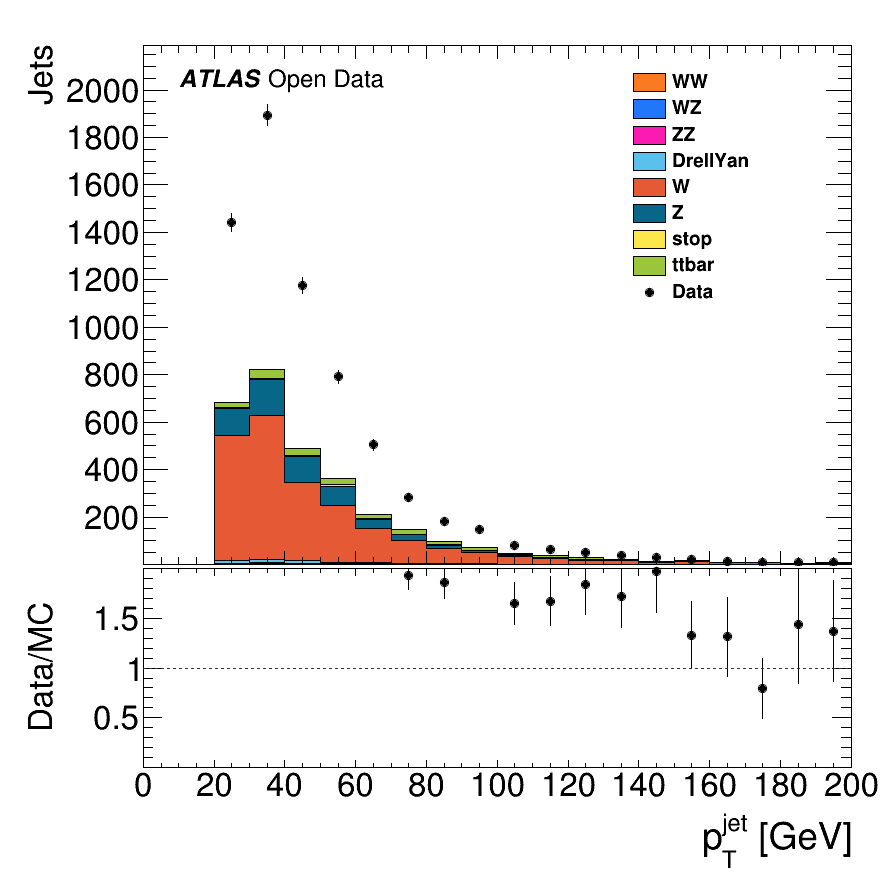 Jets
2000
1800
1600
1400
1200
1000
800
600
400
200
ATLAS Open Data
WW
WZ
ZZ
DrellYan
W
Z
stop
ttbar
Data
Data/MC
1.5
1
0.5
0 20 40 60 80 100 120 140 160 180 200
p_T^jet [GeV]